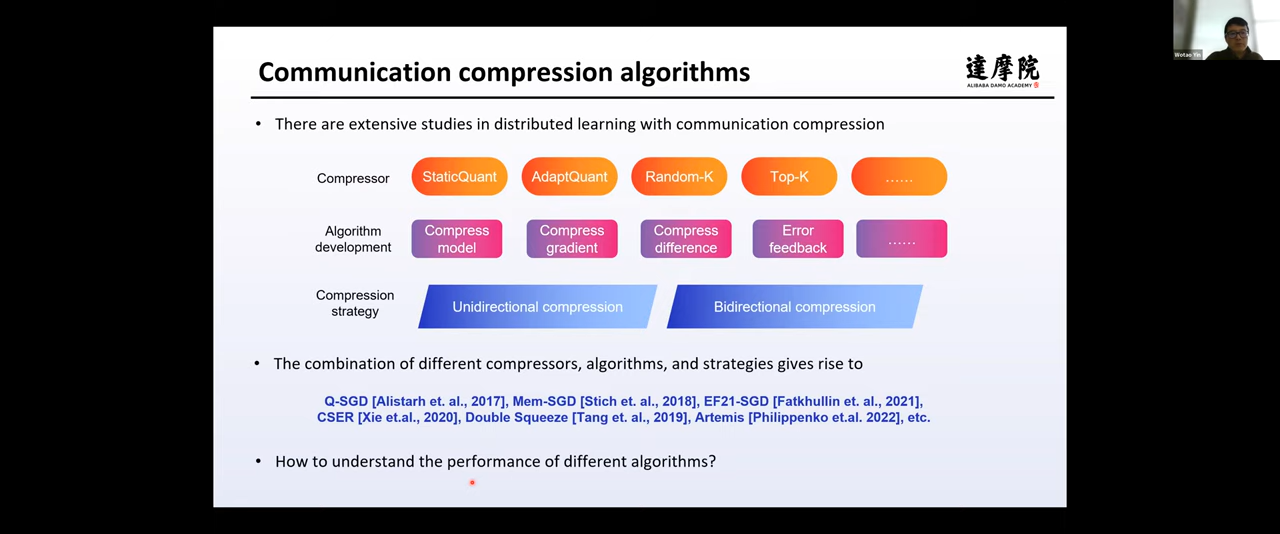 Communication compression algorithms
達摩院
ALIBABA DAMO ACADEMY
Wotao Yin
• There are extensive studies in distributed learning with communication compression
Compressor
StaticQuant
AdaptQuant
Random-K
Top-K
......
Algorithm
development
Compress
model
Compress
gradient
Compress
difference
Error
feedback
......
Compression
strategy
Unidirectional compression
Bidirectional compression
• The combination of different compressors, algorithms, and strategies gives rise to
Q-SGD [Alistarh et. al., 2017], Mem-SGD [Stich et. al., 2018], EF21-SGD [Fatkhullin et. al., 2021],
CSER [Xie et.al., 2020], Double Squeeze [Tang et. al., 2019], Artemis [Philippenko et.al. 2022], etc.
• How to understand the performance of different algorithms?